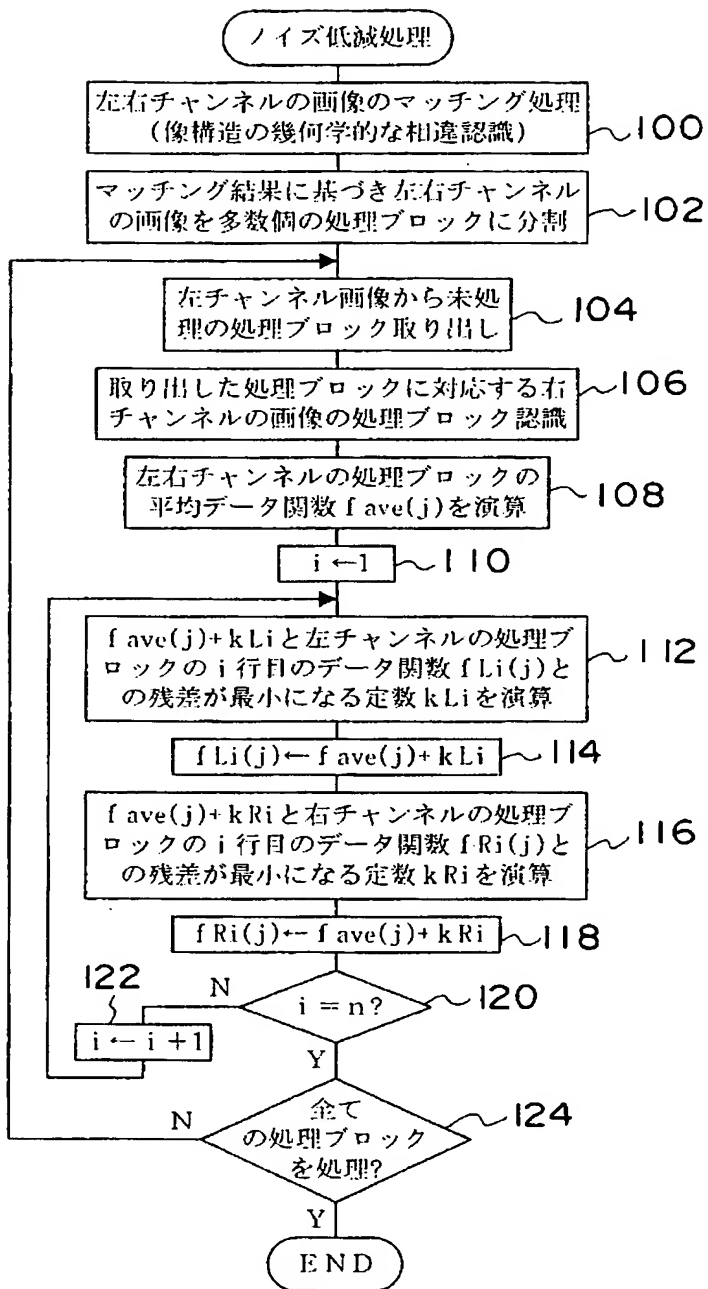 ノイズ低減処理
左右チャンネルの画像のマッチング処理
(像構造の幾何学的な相違認識)
100
マッチング結果に基づき左右チャンネル
の画像を多数個の処理ブロックに分割
102
左チャンネル画像から未処
理の処理ブロック取り出し
104
取り出した処理ブロックに対応する右
チャンネルの画像の処理ブロック認識
106
左右チャンネルの処理ブロックの
平均データ関数f ave(j)を演算
108
i←1
110
f ave(j)+kLiと左チャンネルの処理ブ
ロックのi行目のデータ関数fLi(j)と
の残差が最小になる定数kLiを演算
112
fLi(j)←f ave(j)+kLi
114
f ave(j)+kRiと右チャンネルの処理ブ
ロックのi行目のデータ関数fRi(j)と
の残差が最小になる定数kRiを演算
116
fRi(j)←f ave(j)+kRi
118
i=n?
120
N
122
i←i+1
Y
全て
の処理ブロック
を処理?
124
N
Y
END